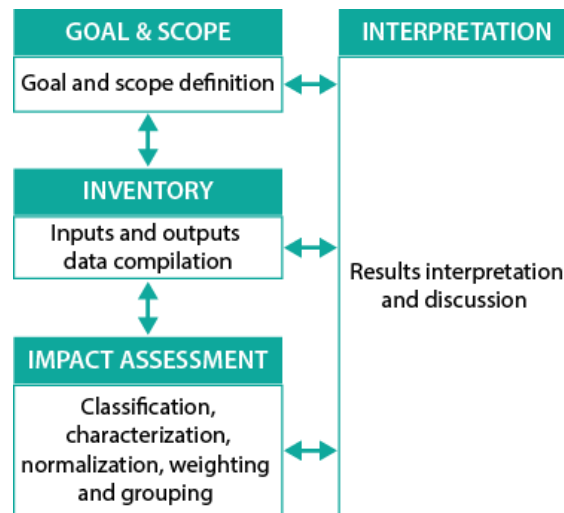 GOAL & SCOPE
Goal and scope definition
INVENTORY
Inputs and outputs
data compilation
IMPACT ASSESSMENT
Classification,
characterization,
normalization, weighting
and grouping
INTERPRETATION
Results interpretation
and discussion